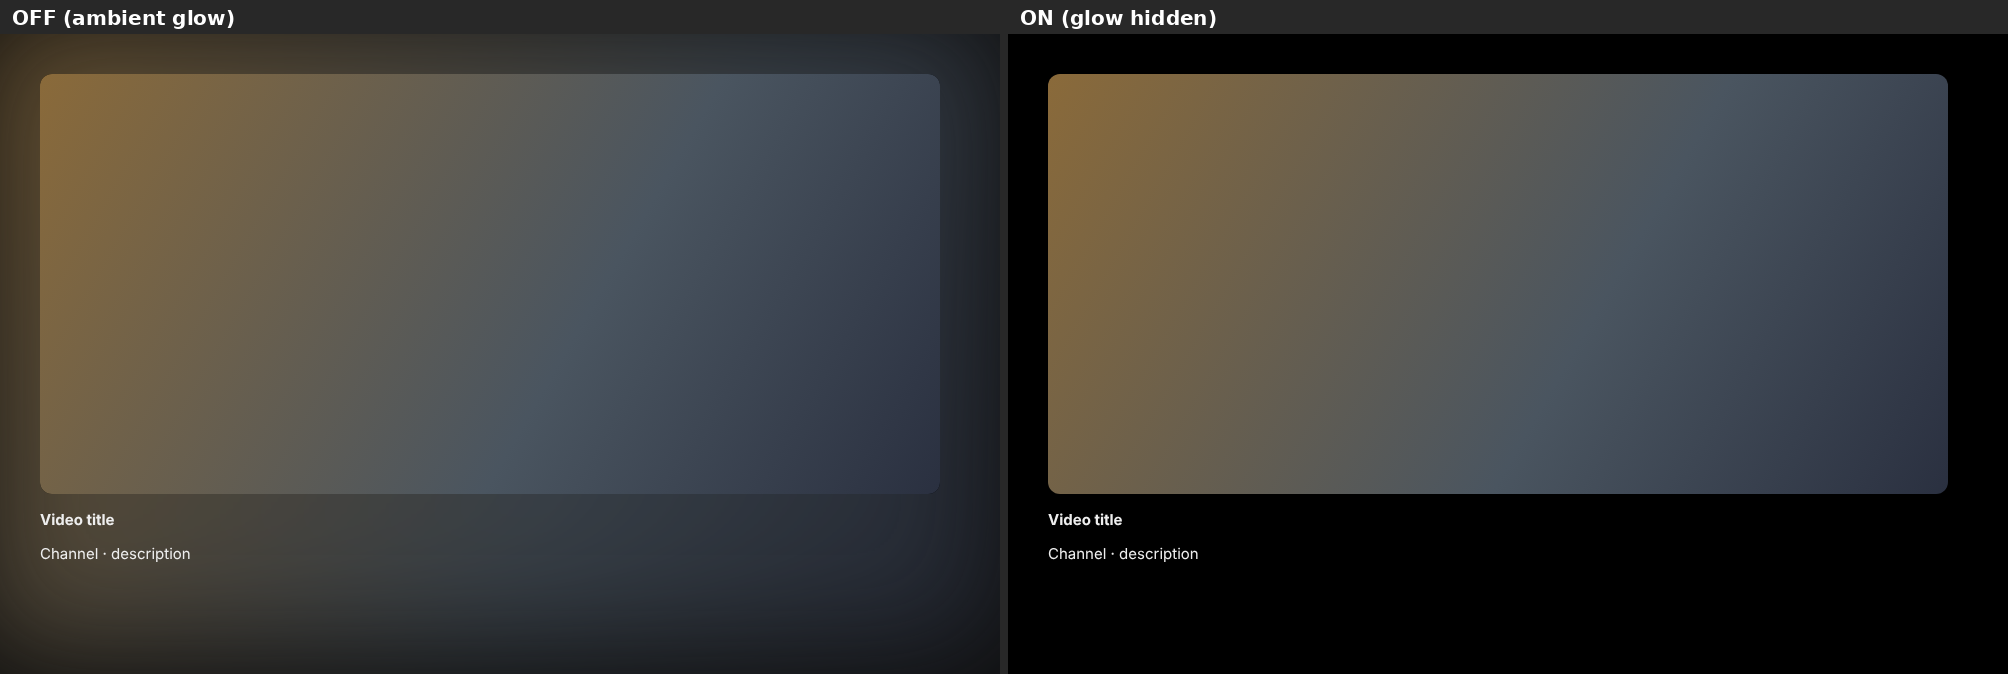 OFF (ambient glow)
Video title
Channel · description
ON (glow hidden)
Video title
Channel · description